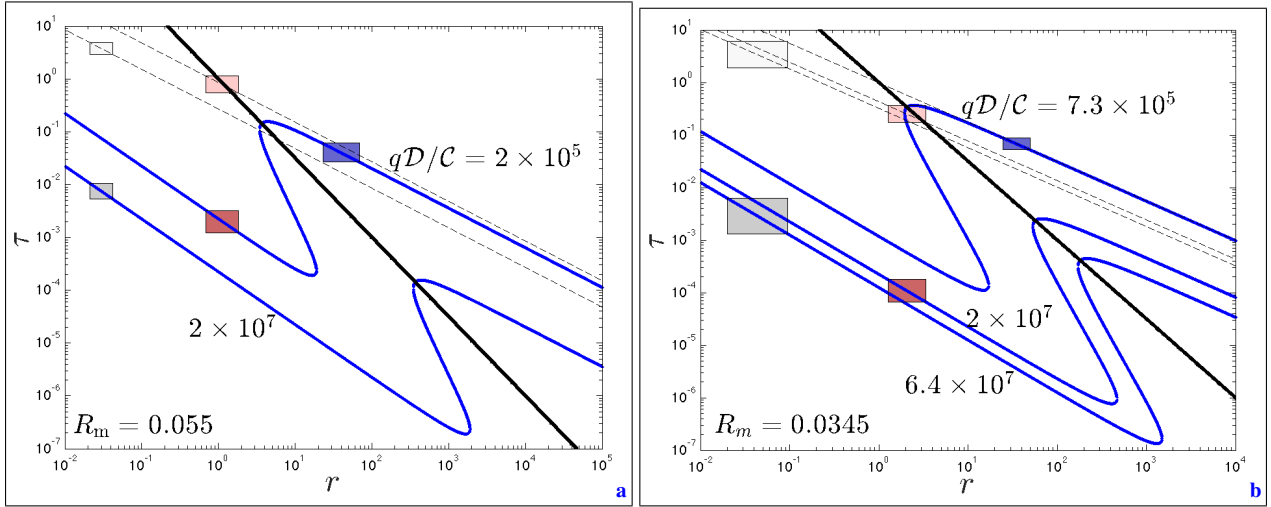 10^1
10^0
10^-1
10^-2
10^-3
10^-4
10^-5
10^-6
10^-7
τ
qD/C = 2 × 10^5
2 × 10^7
R_m = 0.055
10^-2 10^-1 10^0 10^1 10^2 10^3 10^4 10^5
r
a
10^1
10^0
10^-1
10^-2
10^-3
10^-4
10^-5
10^-6
10^-7
τ
qD/C = 7.3 × 10^5
2 × 10^7
6.4 × 10^7
R_m = 0.0345
10^-2 10^-1 10^0 10^1 10^2 10^3 10^4
r
b